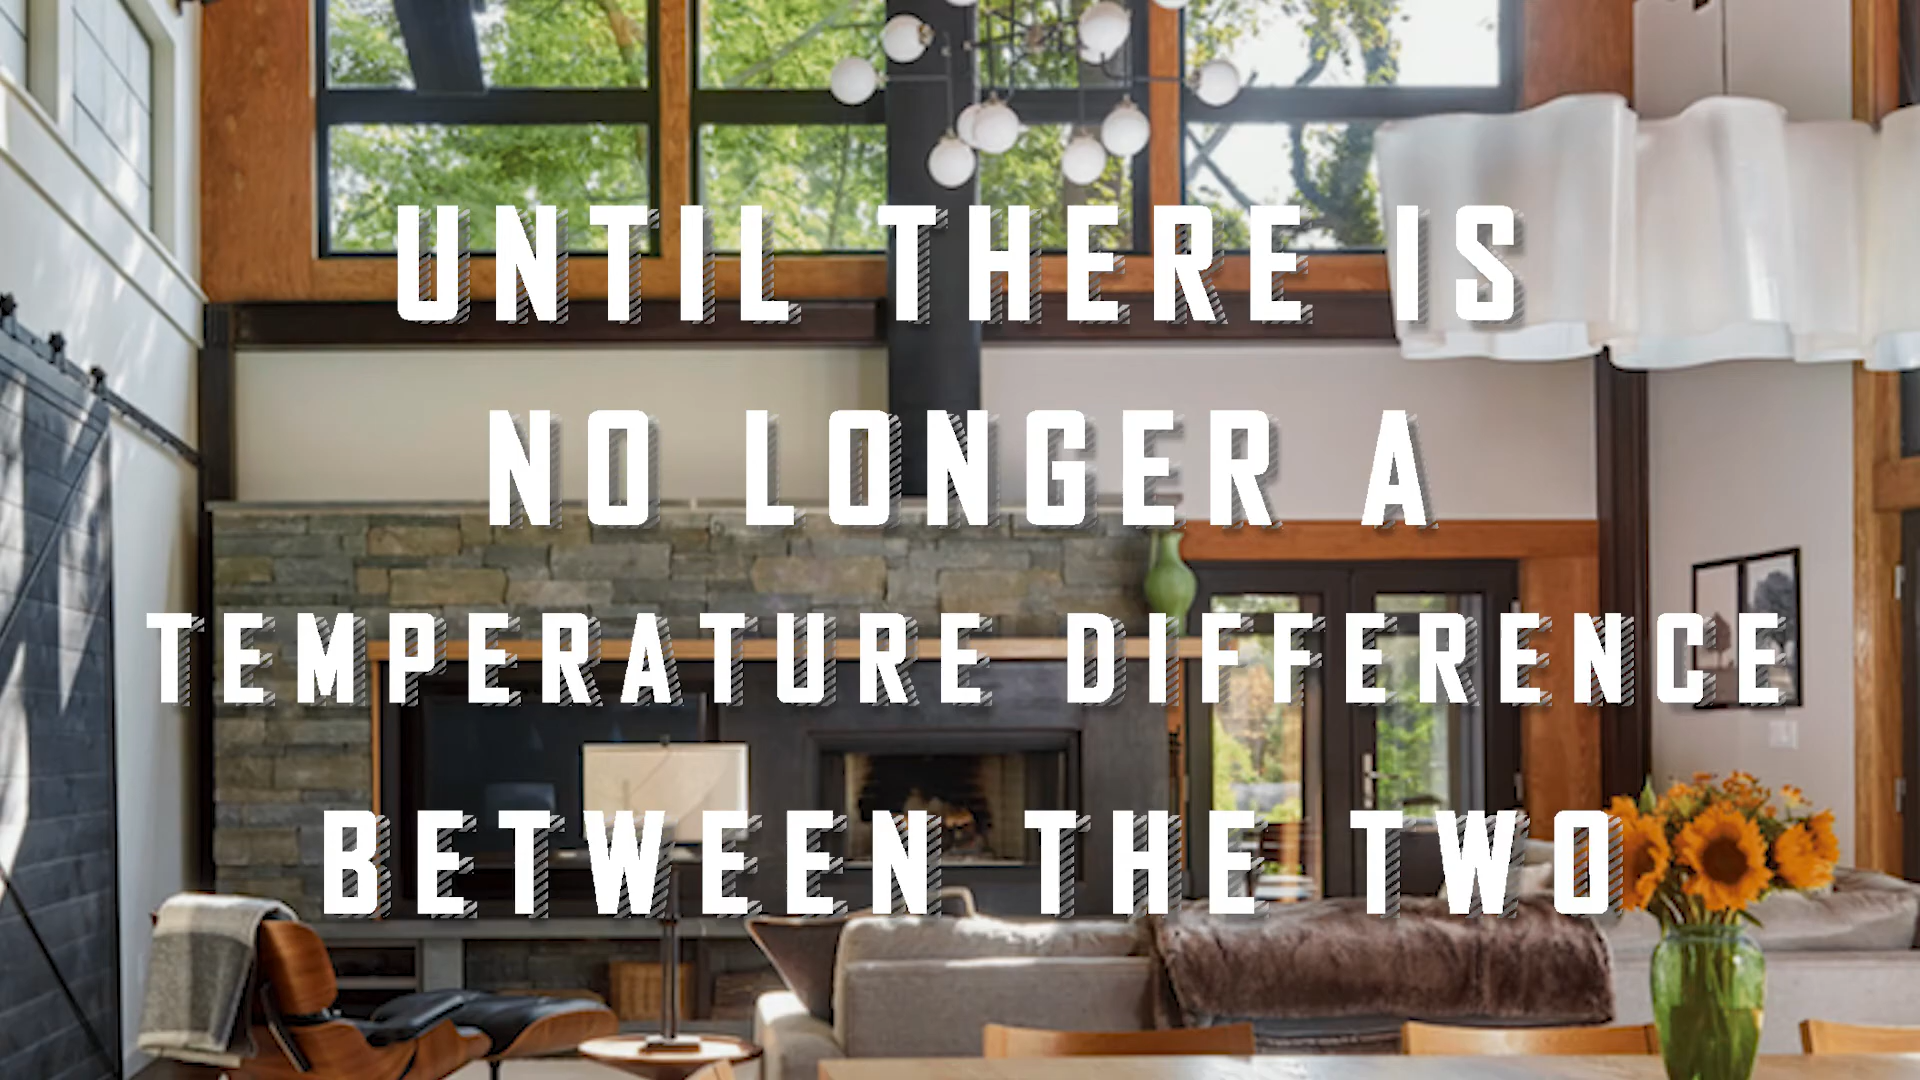 UNTIL THERE IS
NO LONGER A
TEMPERATURE DIFFERENCE
BETWEEN THE TWO